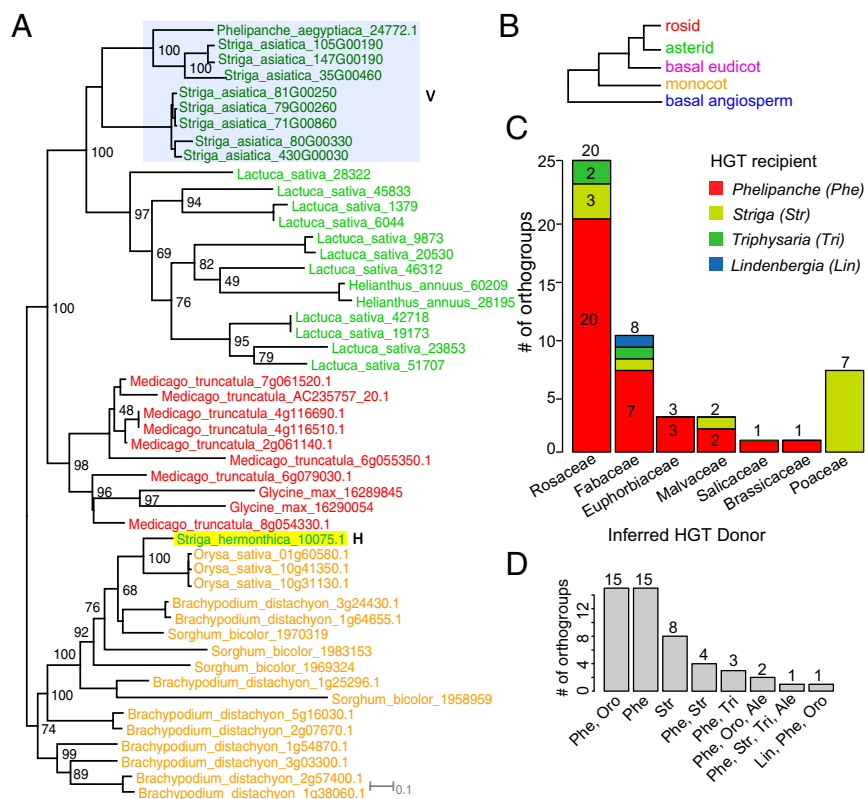 A
Phelipanche_aegyptiaca_24772.1
Striga_asiatica_105G00190
100
Striga_asiatica_147G00190
100
Striga_asiatica_35G00460
Striga_asiatica_81G00250
Striga_asiatica_79G00260
V
Striga_asiatica_71G00860
Striga_asiatica_80G00330
100
Striga_asiatica_430G00030
Lactuca_sativa_28322
Lactuca_sativa_45833
94
97
Lactuca_sativa_1379
Lactuca_sativa_6044
Lactuca_sativa_9873
69
Lactuca_sativa_20530
82
Lactuca_sativa_46312
49
Helianthus_annuus_60209
76
Helianthus_annuus_28195
100
Lactuca_sativa_42718
Lactuca_sativa_19173
95
Lactuca_sativa_23853
79
Lactuca_sativa_51707
Medicago_truncatula_7g061520.1
Medicago_truncatula_AC235757_20.1
48
Medicago_truncatula_4g116690.1
Medicago_truncatula_4g116510.1
Medicago_truncatula_2g061140.1
Medicago_truncatula_6g055350.1
98
Medicago_truncatula_6g079030.1
96
Glycine_max_16289845
97
Glycine_max_16290054
Medicago_truncatula_8g054330.1
Striga_hermonthica_10075.1 H
100
Orysa_sativa_01g60580.1
Orysa_sativa_10g41350.1
Orysa_sativa_10g31130.1
68
76
Brachypodium_distachyon_3g24430.1
Brachypodium_distachyon_1g64655.1
92
Sorghum_bicolor_1970319
Sorghum_bicolor_1983153
100
Sorghum_bicolor_1969324
Brachypodium_distachyon_1g25296.1
100
Sorghum_bicolor_1958959
Brachypodium_distachyon_5g16030.1
74
Brachypodium_distachyon_2g07670.1
Brachypodium_distachyon_1g54870.1
99
Brachypodium_distachyon_3g03300.1
89
Brachypodium_distachyon_2g57400.1
Brachypodium_distachyon_1g38060.1
0.1
B
rosid
asterid
basal eudicot
monocot
basal angiosperm
C
# of orthogroups
25
20
15
10
5
0
20
2
3
20
8
7
3
3
2
2
1
1
7
HGT recipient
Phelipanche (Phe)
Striga (Str)
Triphysaria (Tri)
Lindenbergia (Lin)
Rosaceae
Fabaceae
Euphorbiaceae
Malvaceae
Salicaceae
Brassicaceae
Poaceae
Inferred HGT Donor
D
# of orthogroups
12
8
4
0
15
15
8
4
3
2
1
1
Phe, Oro
Phe
Str
Phe, Str
Phe, Tri
Phe, Oro, Ale
Phe, Str, Tri, Ale
Lin, Phe, Oro